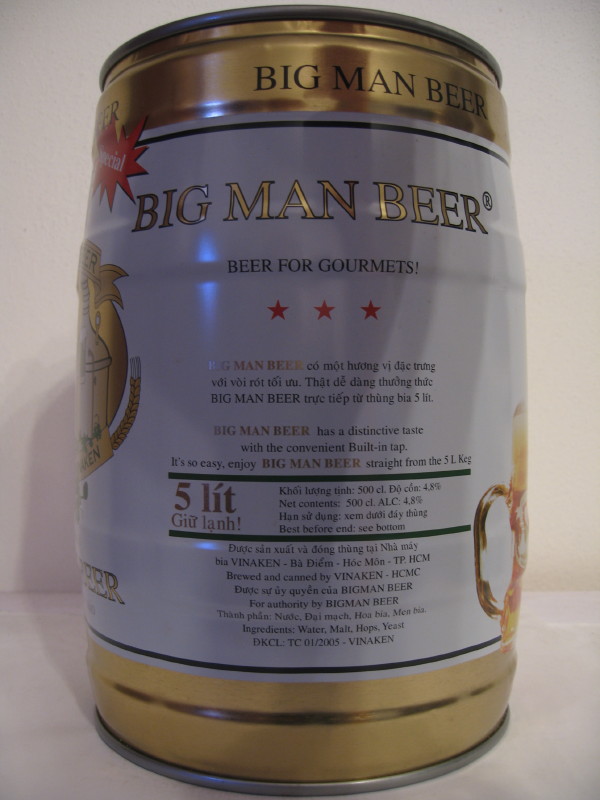 BIG MAN BEER
Special
BIG MAN BEER®
BEER FOR GOURMETS!
BIG MAN BEER có một hương vị đặc trưng
với vòi rót tối ưu. Thật dễ dàng thưởng thức
BIG MAN BEER trực tiếp từ thùng bia 5 lít.
BIG MAN BEER has a distinctive taste
with the convenient Built-in tap.
It's so easy, enjoy BIG MAN BEER straight from the 5 L Keg
5 lít
Giữ lạnh!
Khối lượng tịnh: 500 cl. Độ cồn: 4,8%
Net contents: 500 cl. ALC: 4,8%
Hạn sử dụng: xem dưới đáy thùng
Best before end: see bottom
Được sản xuất và đóng thùng tại Nhà máy
bia VINAKEN - Bà Điểm - Hóc Môn - TP. HCM
Brewed and canned by VINAKEN - HCMC
Được sự ủy quyền của BIGMAN BEER
For authority by BIGMAN BEER
Thành phần: Nước, Đại mạch, Hoa bia, Men bia.
Ingredients: Water, Malt, Hops, Yeast
ĐKCL: TC 01/2005 - VINAKEN
BEER